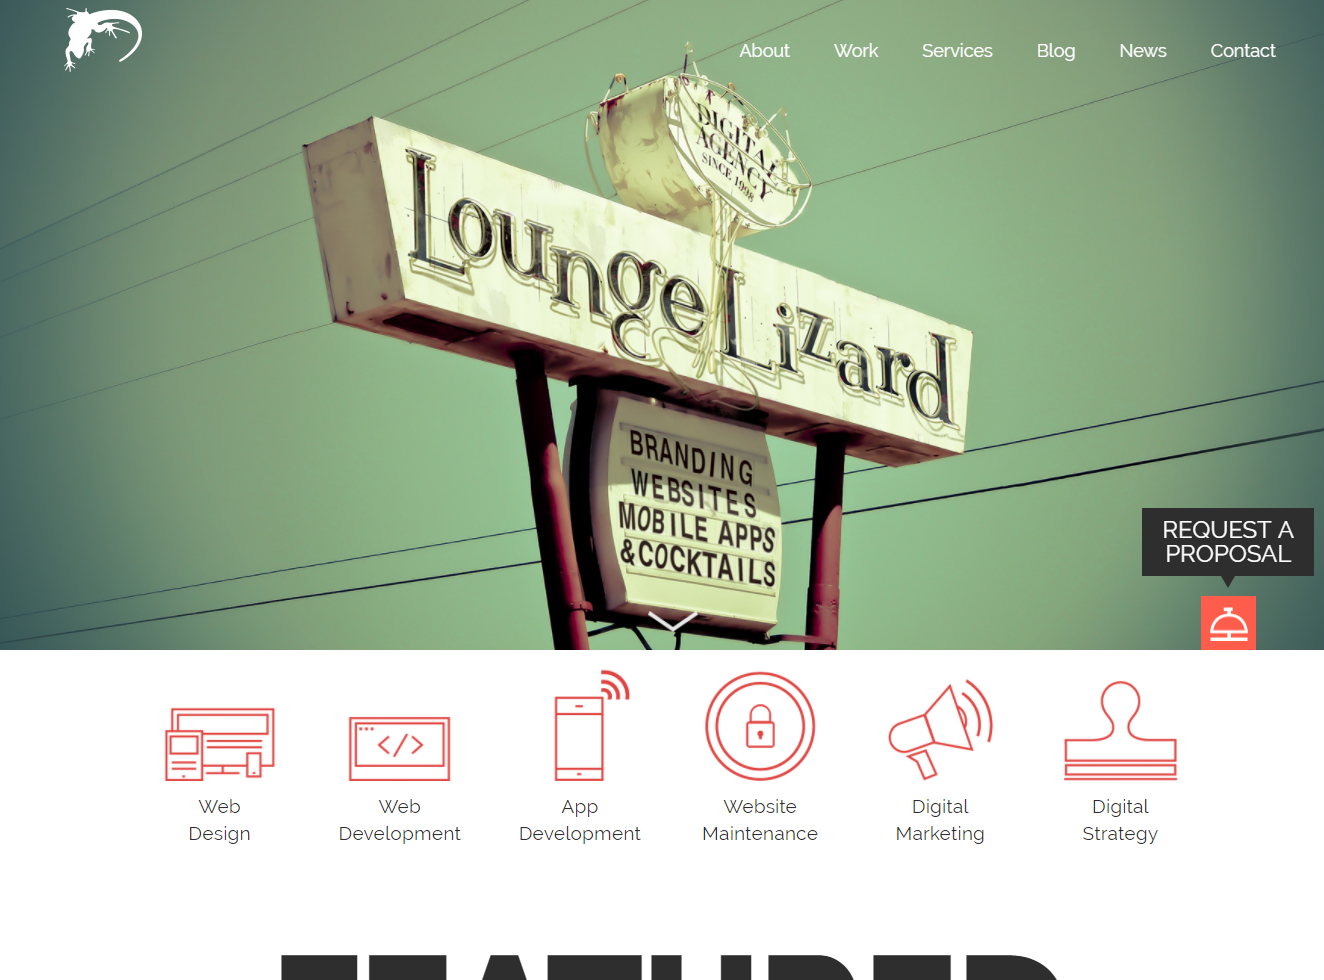 About Work Services Blog News Contact
DIGITAL
AGENCY
SINCE 1998
Lounge Lizard
BRANDING
WEBSITES
MOBILE APPS
&COCKTAILS
REQUEST A
PROPOSAL
</>
Web
Design
Web
Development
App
Development
Website
Maintenance
Digital
Marketing
Digital
Strategy
FEATURED